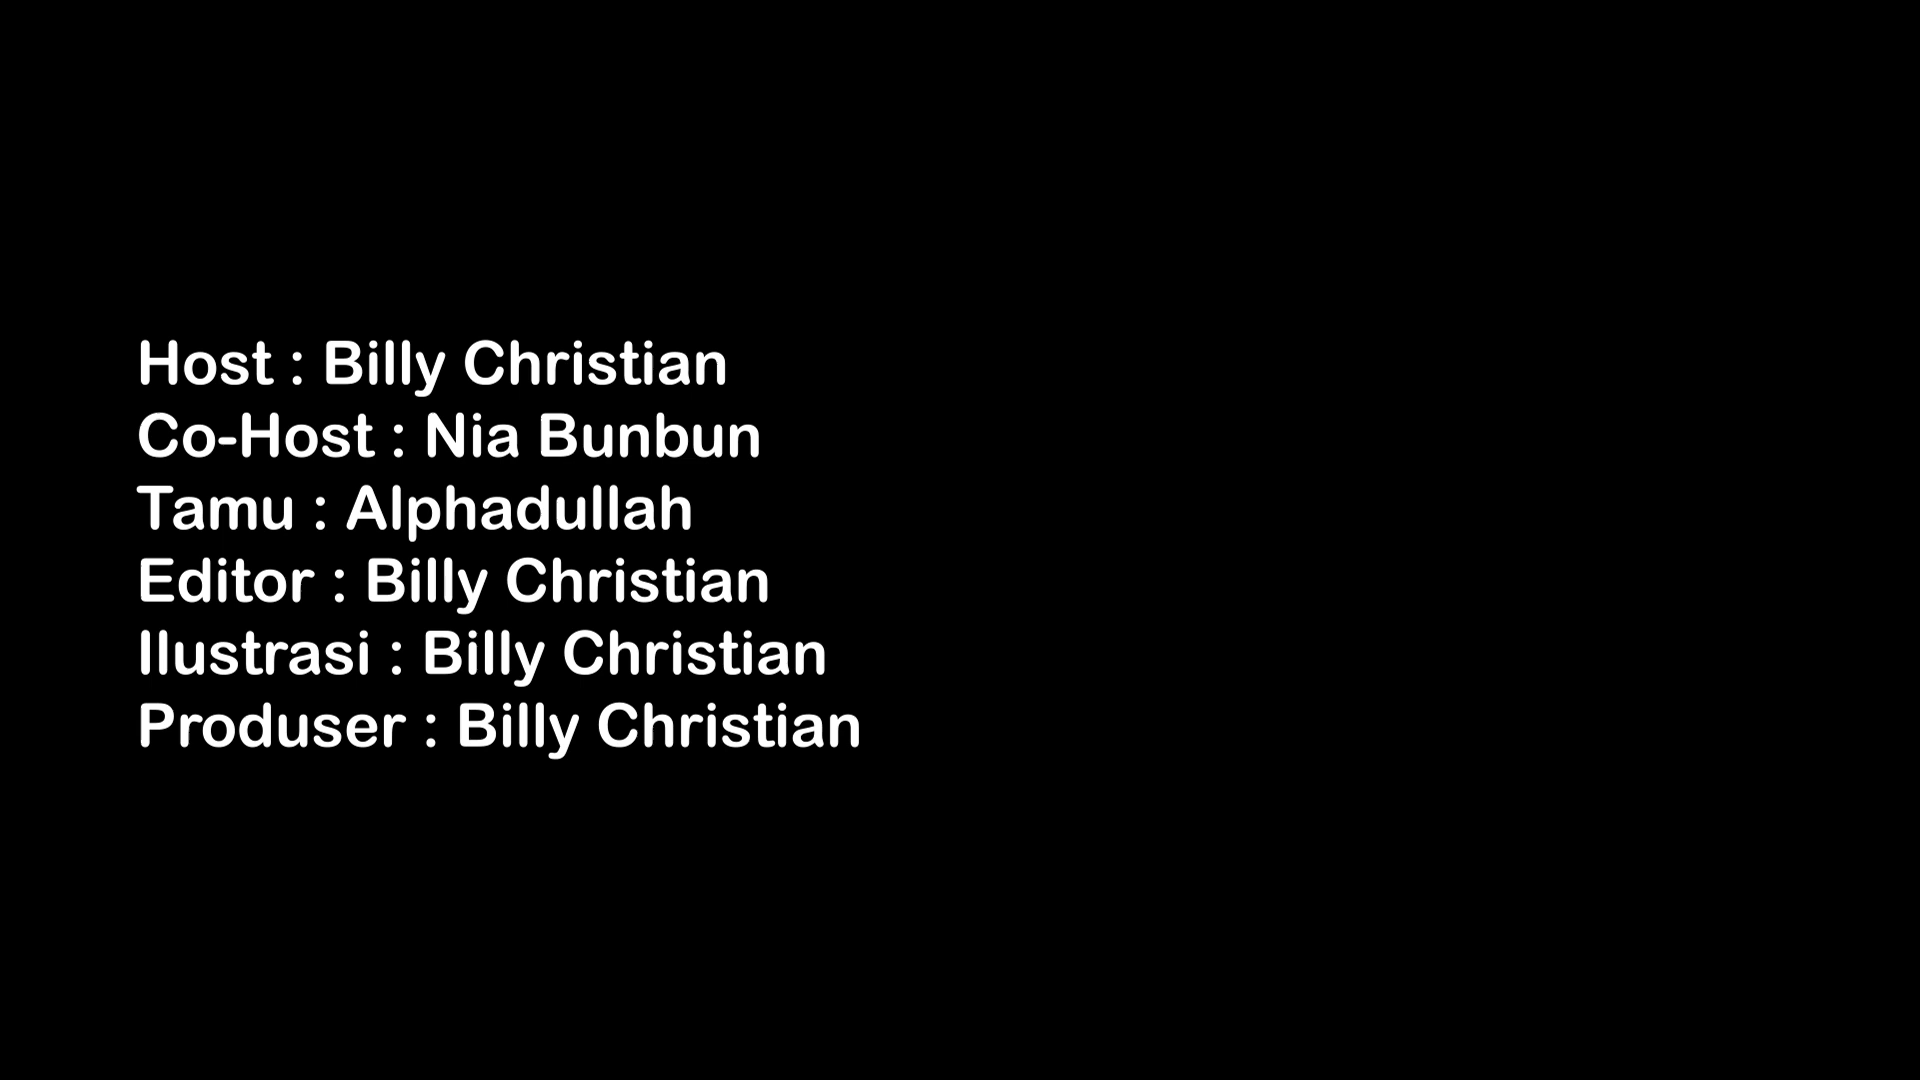 Host : Billy Christian
Co-Host : Nia Bunbun
Tamu : Alphadullah
Editor : Billy Christian
Ilustrasi : Billy Christian
Produser : Billy Christian